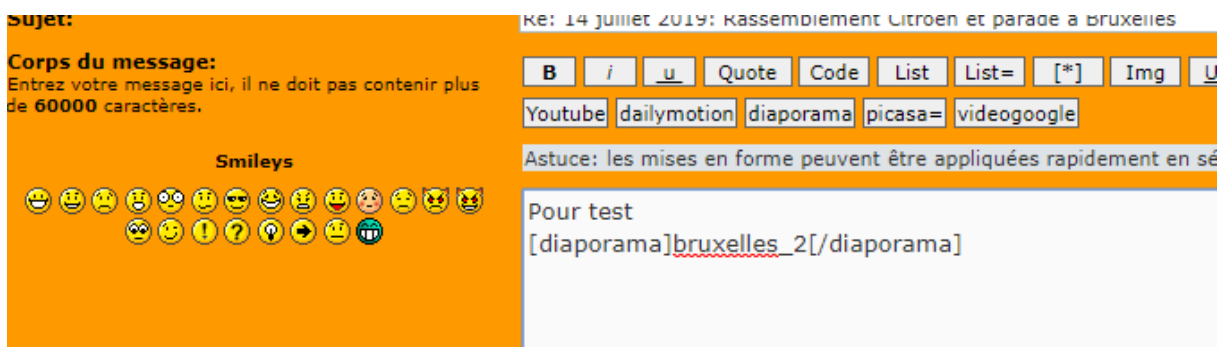 Sujet:
Re: 14 juillet 2019: Rassemblement Citroën et parade à Bruxelles
Corps du message:
Entrez votre message ici, il ne doit pas contenir plus
de 60000 caractères.
B i u Quote Code List List= [*] Img
Youtube dailymotion diaporama picasa= videogoogle
Smileys
Astuce: les mises en forme peuvent être appliquées rapidement en sé
Pour test
[diaporama]bruxelles_2[/diaporama]